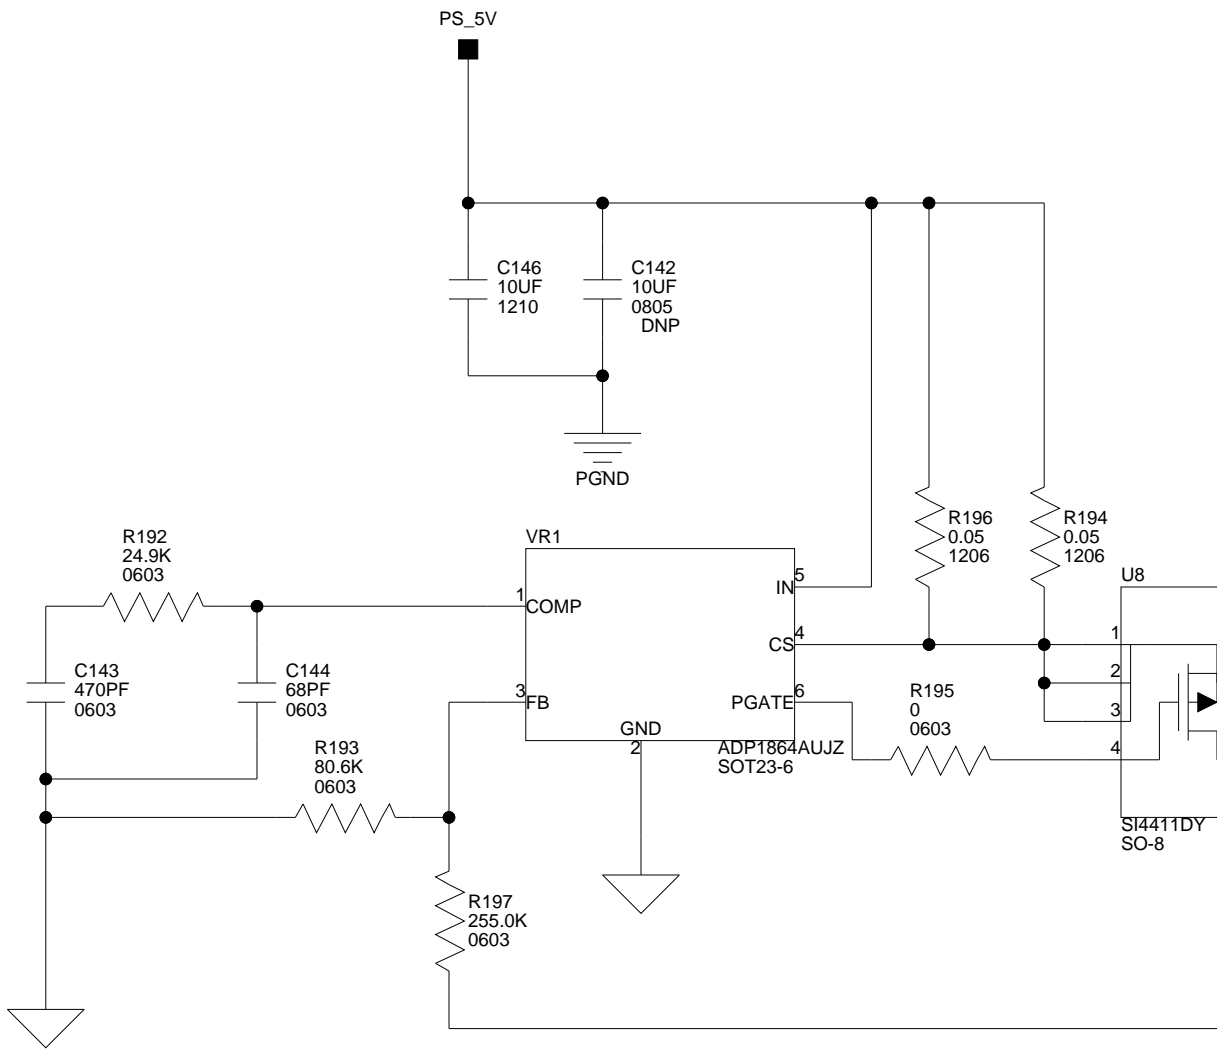 PS_5V
C146
10UF
1210
C142
10UF
0805
DNP
PGND
R196
0.05
1206
R194
0.05
1206
R192
24.9K
0603
VR1
U8
5
IN
1
COMP
4
CS
1
C143
470PF
0603
C144
68PF
0603
2
3
FB
6
PGATE
R195
0
0603
3
GND
2
4
ADP1864AUJZ
SOT23-6
R193
80.6K
0603
SI4411DY
SO-8
R197
255.0K
0603